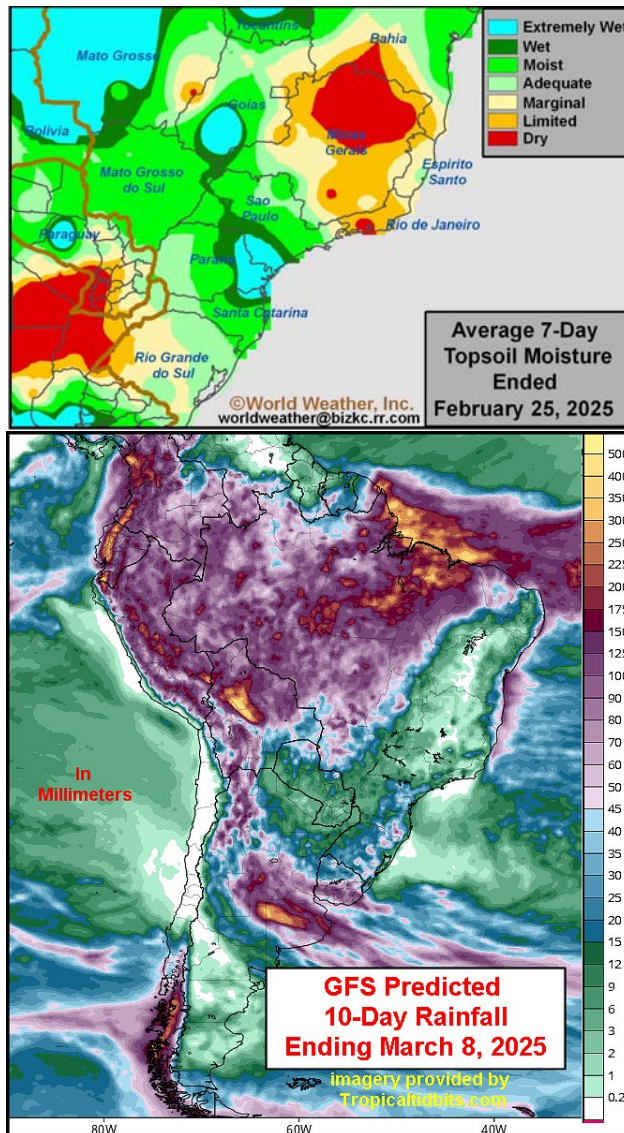 Tocantins
Bahia
Mato Grosso
Goias
Bolivia
Minas
Gerais
Mato Grosso
do Sul
Espirito
Santo
Sao
Paulo
Rio de Janeiro
Paraguay
Parana
Santa Catarina
Rio Grande
do Sul
Extremely Wet
Wet
Moist
Adequate
Marginal
Limited
Dry
Average 7-Day
Topsoil Moisture
Ended
February 25, 2025
©World Weather, Inc.
worldweather@bizkc.rr.com
In
Millimeters
500
450
400
350
300
250
200
175
150
125
100
90
80
70
60
50
45
40
35
30
25
20
15
12
9
6
3
2
1
0.2
GFS Predicted
10-Day Rainfall
Ending March 8, 2025
imagery provided by
Tropicaltidbits.com
80W
60W
40W